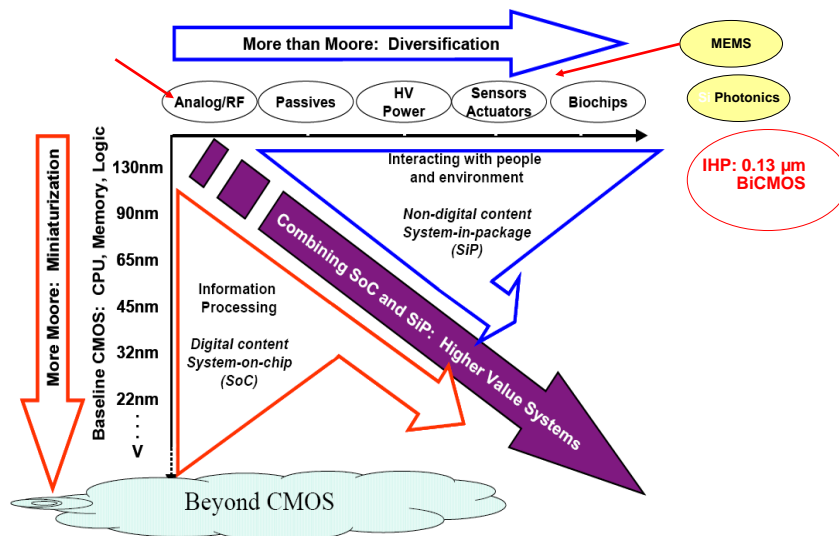 More than Moore: Diversification
MEMS
Analog/RF
Passives
HV
Power
Sensors
Actuators
Biochips
Si Photonics
IHP: 0.13 µm
BiCMOS
More Moore: Miniaturization
Baseline CMOS: CPU, Memory, Logic
130nm
90nm
65nm
45nm
32nm
22nm
V
Interacting with people
and environment
Non-digital content
System-in-package
(SiP)
Combining SoC and SiP: Higher Value Systems
Information
Processing
Digital content
System-on-chip
(SoC)
Beyond CMOS